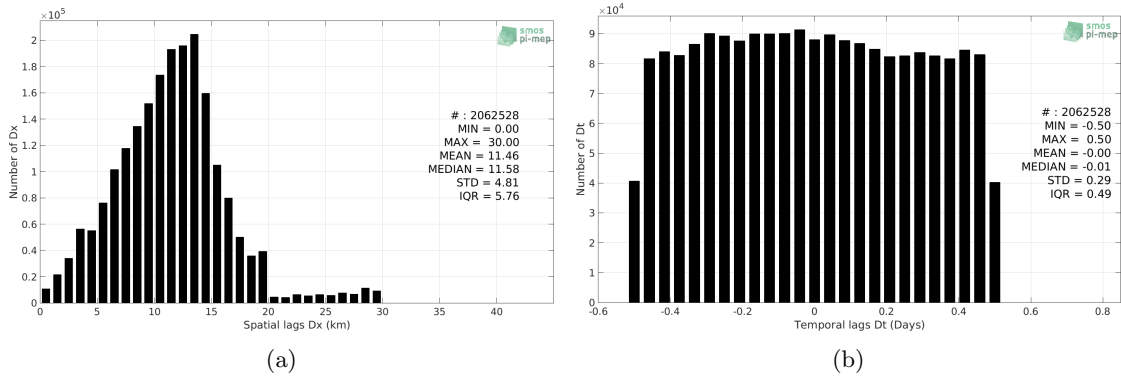 ×10⁵
smos
pi-mep
2
1.8
1.6
1.4
1.2
1
0.8
0.6
0.4
0.2
0
Number of Dx
# : 2062528
MIN = 0.00
MAX = 30.00
MEAN = 11.46
MEDIAN = 11.58
STD = 4.81
IQR = 5.76
0 5 10 15 20 25 30 35 40
Spatial lags Dx (km)
(a)
×10⁴
smos
pi-mep
9
8
7
6
5
4
3
2
1
0
Number of Dt
# : 2062528
MIN = -0.50
MAX = 0.50
MEAN = -0.00
MEDIAN = -0.01
STD = 0.29
IQR = 0.49
-0.6 -0.4 -0.2 0 0.2 0.4 0.6 0.8
Temporal lags Dt (Days)
(b)